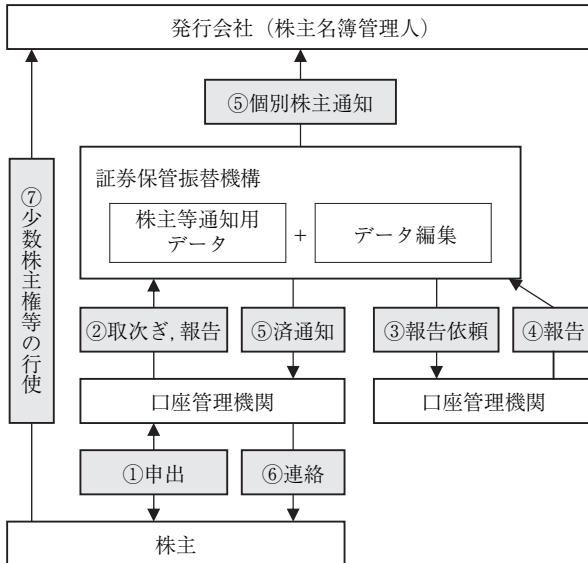 発行会社（株主名簿管理人）
⑤個別株主通知
証券保管振替機構
株主等通知用
データ
+
データ編集
⑦少数株主権等の行使
②取次ぎ, 報告
⑤済通知
③報告依頼
④報告
口座管理機関
口座管理機関
①申出
⑥連絡
株主